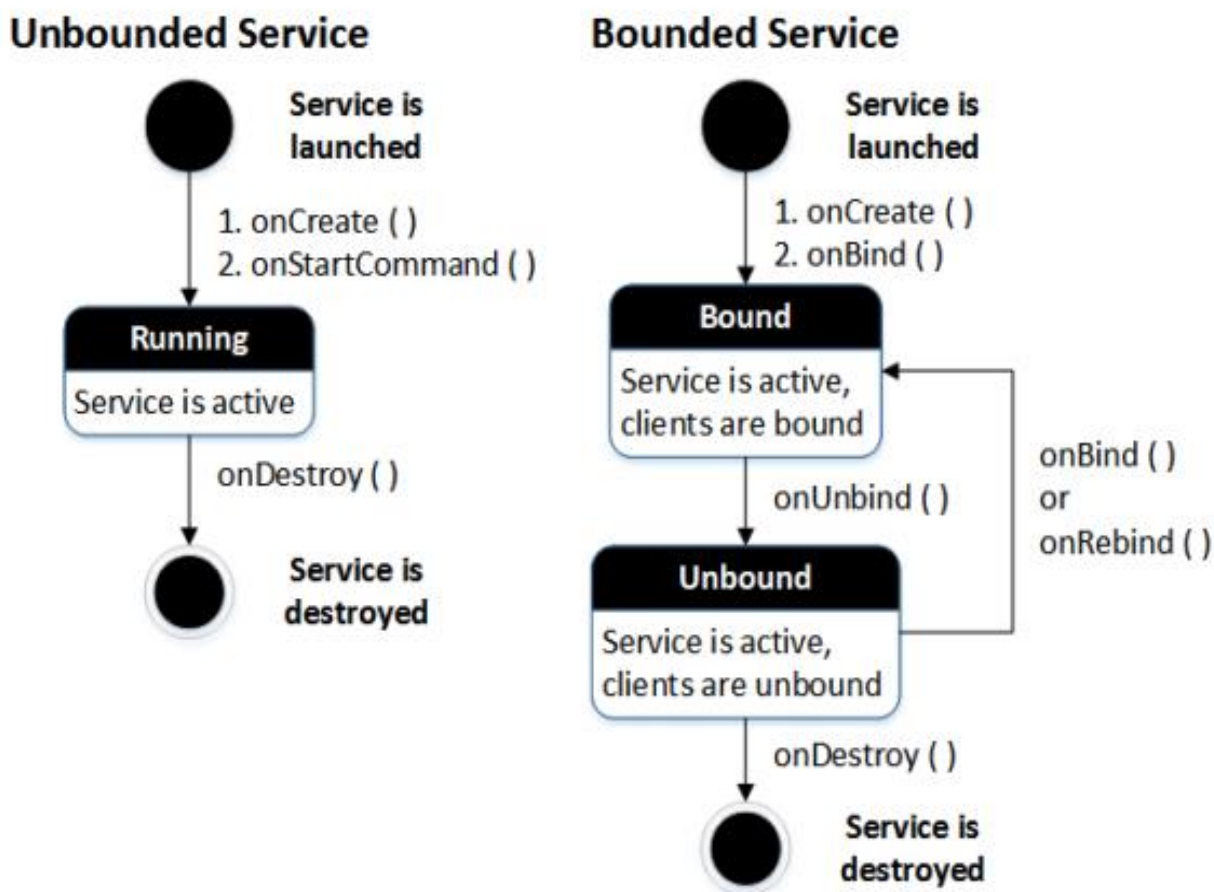 Unbounded Service
Service is
launched
1. onCreate ( )
2. onStartCommand ( )
Running
Service is active
onDestroy ( )
Service is
destroyed
Bounded Service
Service is
launched
1. onCreate ( )
2. onBind ( )
Bound
Service is active,
clients are bound
onUnbind ( )
onBind ( )
or
onRebind ( )
Unbound
Service is active,
clients are unbound
onDestroy ( )
Service is
destroyed